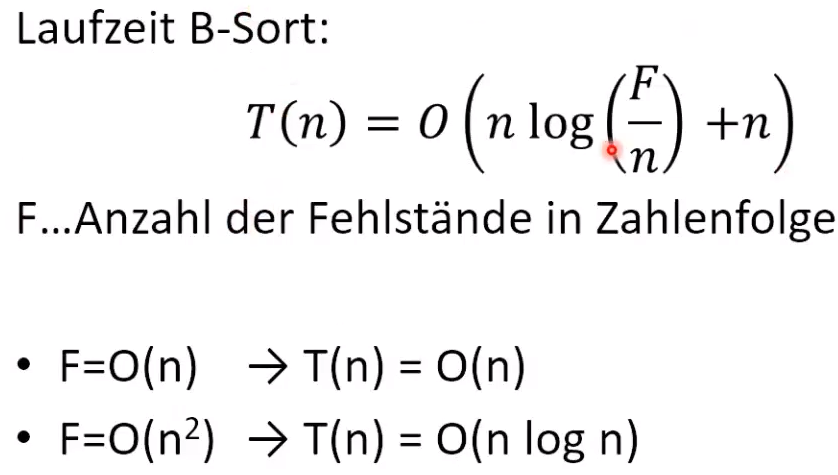 Laufzeit B-Sort:
T(n) = O(n log(F/n) +n)
F...Anzahl der Fehlstände in Zahlenfolge
• F=O(n) → T(n) = O(n)
• F=O(n²) → T(n) = O(n log n)